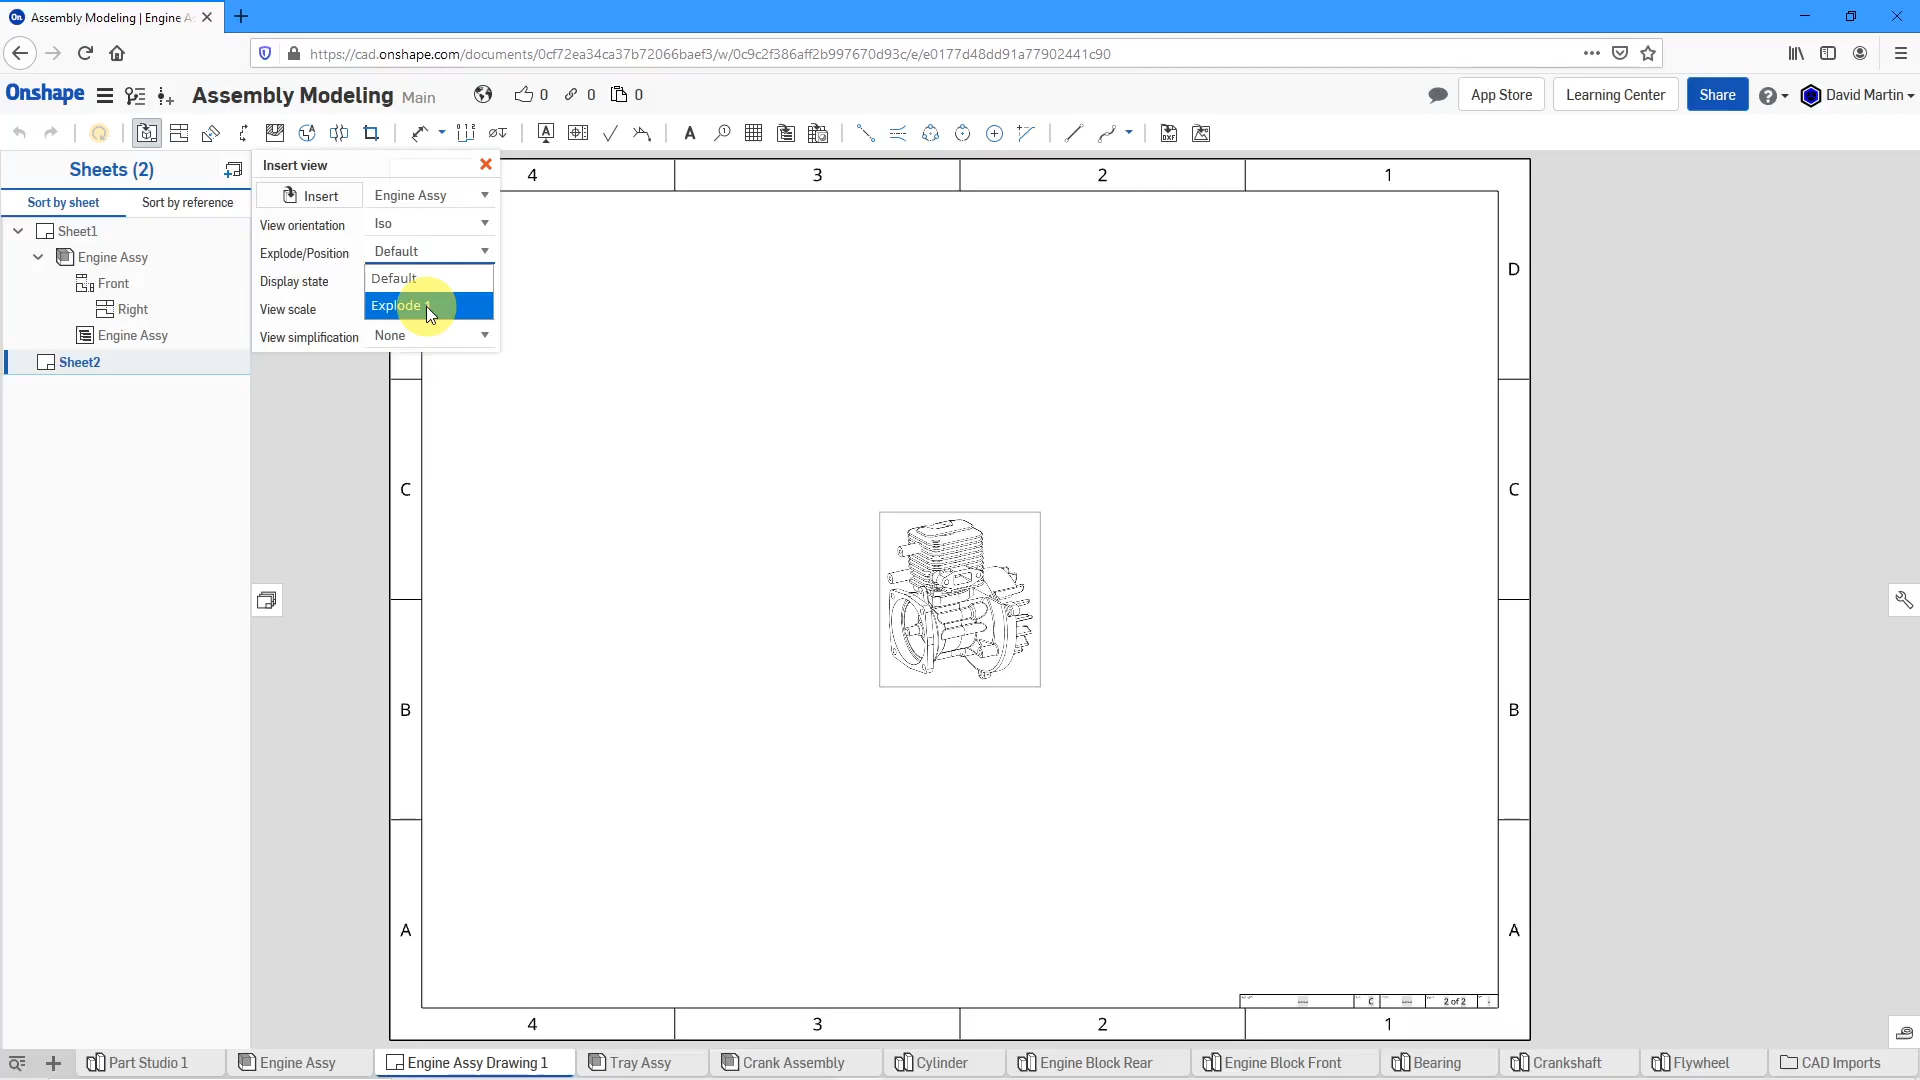 Assembly Modeling | Engine A
https://cad.onshape.com/documents/0cf72ea34ca37b72066baef3/w/0c9c2f386aff2b997670d93c/e/e0177d48dd91a77902441c90
Onshape
Assembly Modeling Main
0
0
0
App Store
Learning Center
Share
David Martin
Sheets (2)
Sort by sheet
Sort by reference
Sheet1
Engine Assy
Front
Right
Engine Assy
Sheet2
Insert view
Insert
Engine Assy
View orientation
Iso
Explode/Position
Default
Display state
Default
View scale
Explode 1
View simplification
None
4 3 2 1
D
C C
B B
A A
C
2 of 2
4 3 2 1
Part Studio 1
Engine Assy
Engine Assy Drawing 1
Tray Assy
Crank Assembly
Cylinder
Engine Block Rear
Engine Block Front
Bearing
Crankshaft
Flywheel
CAD Imports